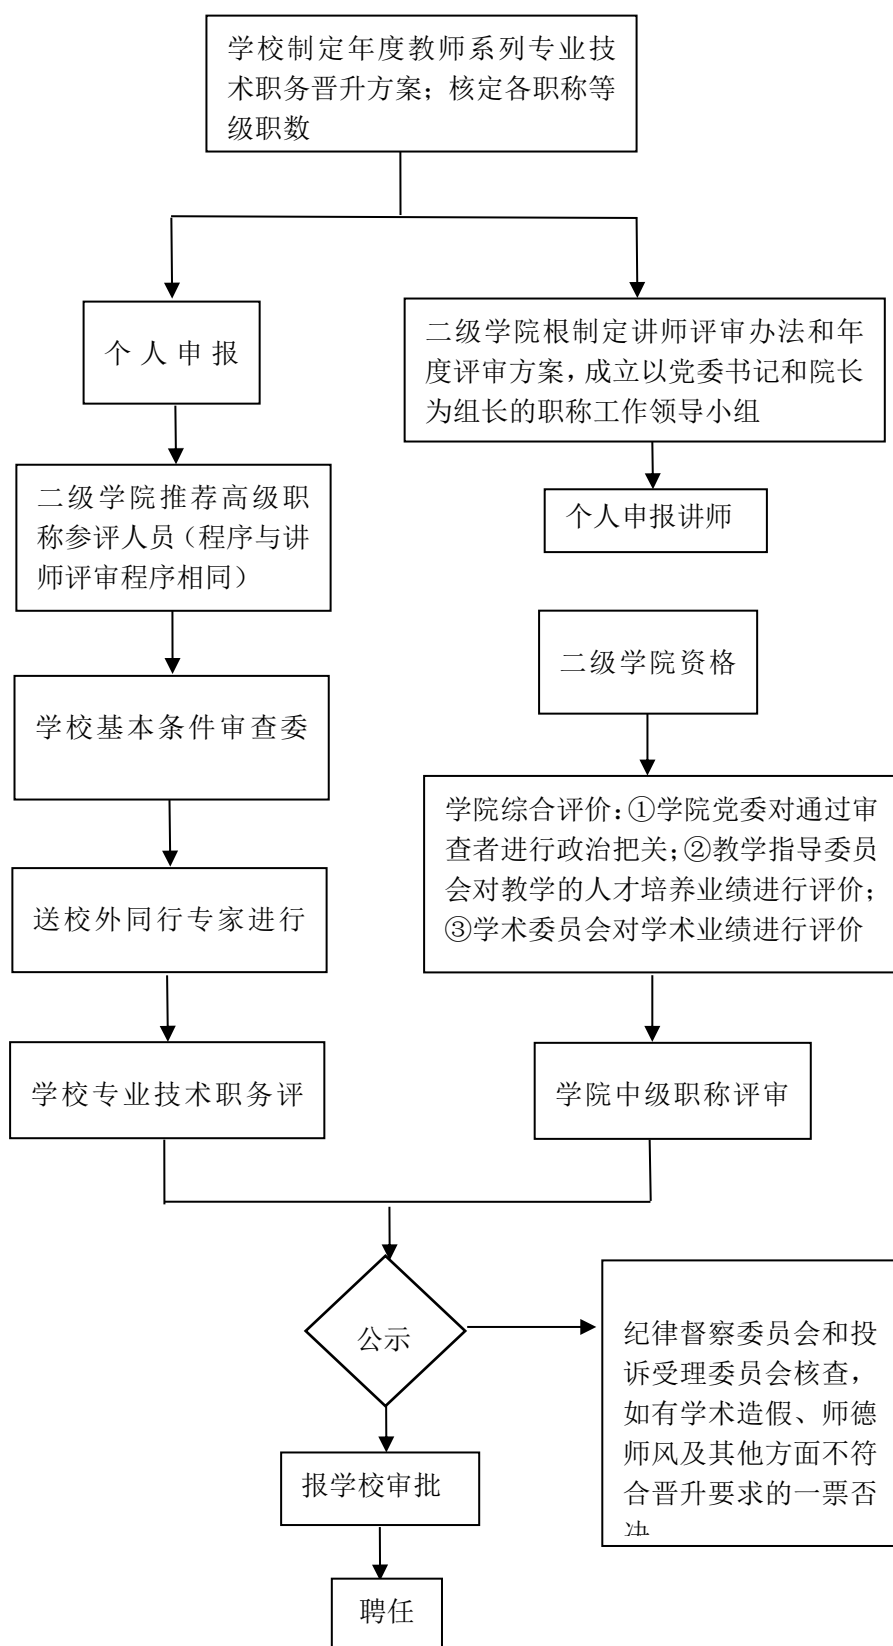 学校制定年度教师系列专业技
术职务晋升方案；核定各职称等
级职数
个人申报
二级学院根制定讲师评审办法和年
度评审方案，成立以党委书记和院长
为组长的职称工作领导小组
二级学院推荐高级职
称参评人员（程序与讲
师评审程序相同）
个人申报讲师
二级学院资格
学校基本条件审查委
学院综合评价：①学院党委对通过审
查者进行政治把关；②教学指导委员
会对教学的人才培养业绩进行评价；
③学术委员会对学术业绩进行评价
送校外同行专家进行
学校专业技术职务评
学院中级职称评审
公示
纪律督察委员会和投
诉受理委员会核查，
如有学术造假、师德
师风及其他方面不符
合晋升要求的一票否
决
报学校审批
聘任